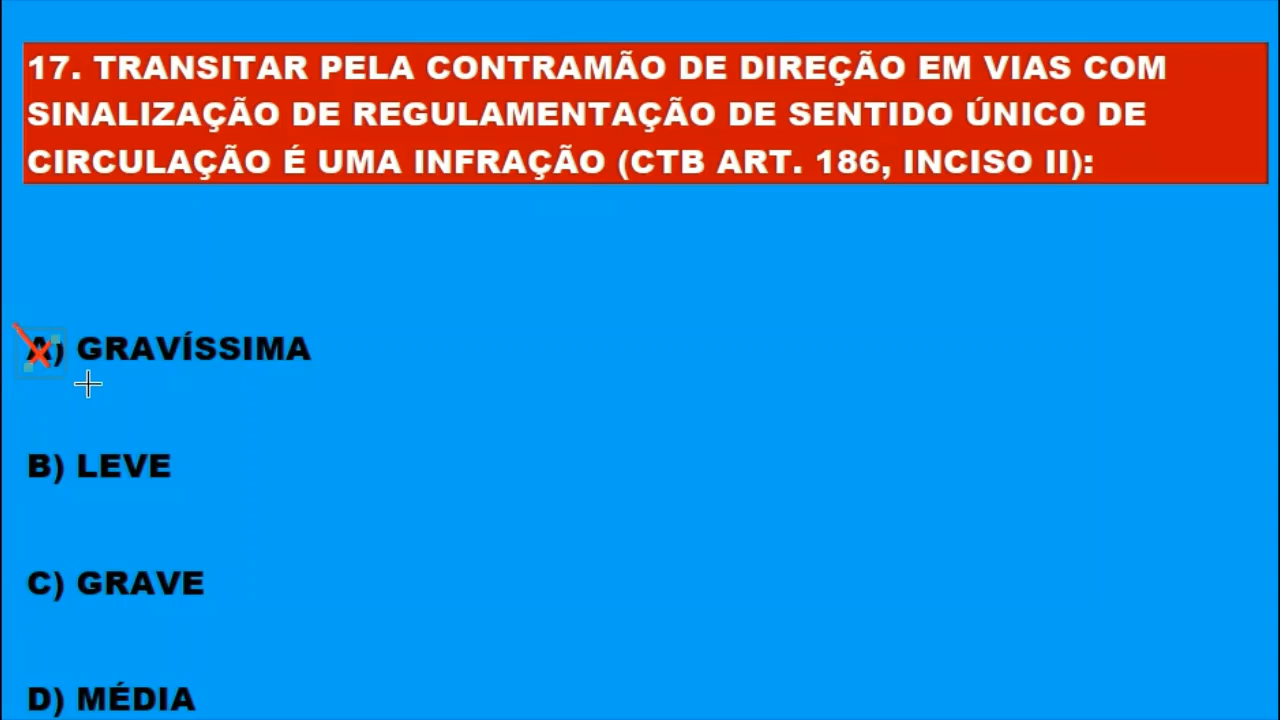 17. TRANSITAR PELA CONTRAMÃO DE DIREÇÃO EM VIAS COM
SINALIZAÇÃO DE REGULAMENTAÇÃO DE SENTIDO ÚNICO DE
CIRCULAÇÃO É UMA INFRAÇÃO (CTB ART. 186, INCISO II):
A) GRAVÍSSIMA
B) LEVE
C) GRAVE
D) MÉDIA